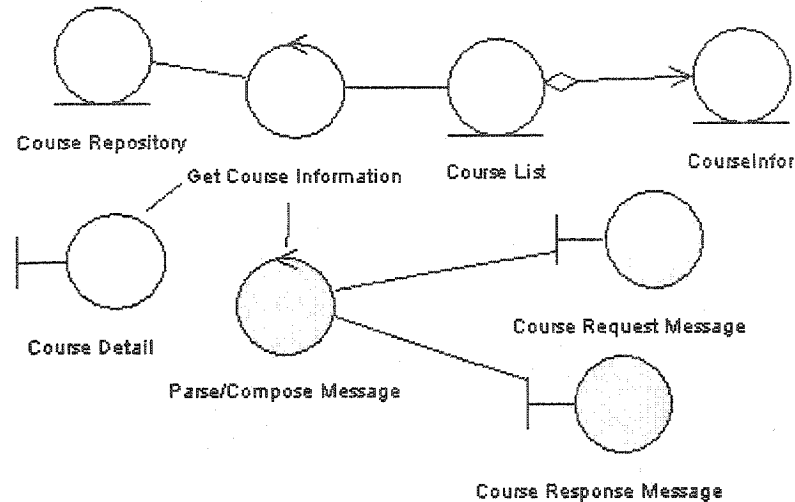 Course Repository
Course List
CourseInfor
Get Course Information
Course Detail
Course Request Message
Parse/Compose Message
Course Response Message